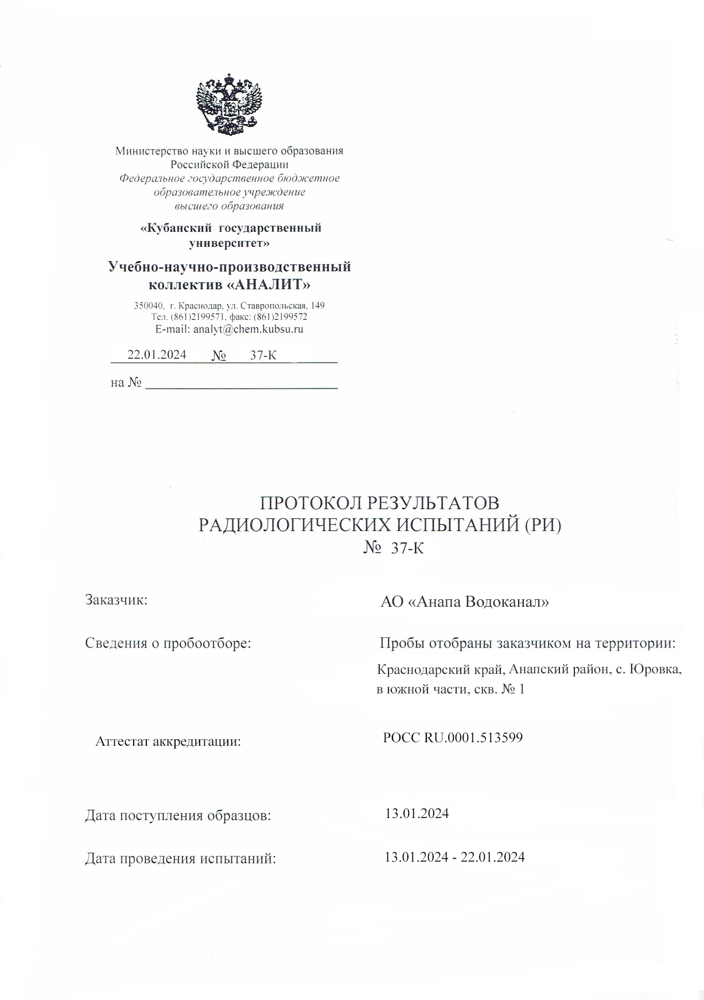 Министерство науки и высшего образования
Российской Федерации
Федеральное государственное бюджетное
образовательное учреждение
высшего образования
«Кубанский государственный
университет»
Учебно-научно-производственный
коллектив «АНАЛИТ»
350040, г. Краснодар, ул. Ставропольская, 149
Тел. (861)2199571, факс: (861)2199572
E-mail: analyt@chem.kubsu.ru
22.01.2024 № 37-К
на №
ПРОТОКОЛ РЕЗУЛЬТАТОВ
РАДИОЛОГИЧЕСКИХ ИСПЫТАНИЙ (РИ)
№ 37-К
Заказчик: АО «Анапа Водоканал»
Сведения о пробоотборе: Пробы отобраны заказчиком на территории:
Краснодарский край, Анапский район, с. Юровка,
в южной части, скв. № 1
Аттестат аккредитации: РОСС RU.0001.513599
Дата поступления образцов: 13.01.2024
Дата проведения испытаний: 13.01.2024 - 22.01.2024